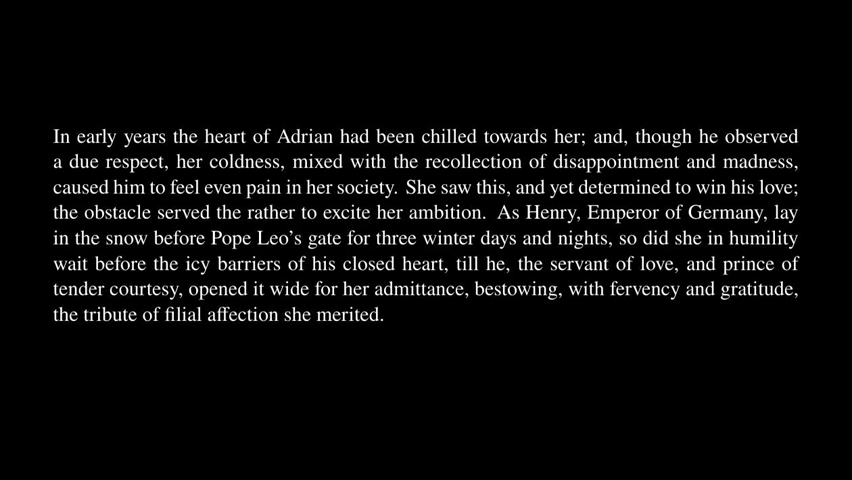 In early years the heart of Adrian had been chilled towards her; and, though he observed
a due respect, her coldness, mixed with the recollection of disappointment and madness,
caused him to feel even pain in her society. She saw this, and yet determined to win his love;
the obstacle served the rather to excite her ambition. As Henry, Emperor of Germany, lay
in the snow before Pope Leo's gate for three winter days and nights, so did she in humility
wait before the icy barriers of his closed heart, till he, the servant of love, and prince of
tender courtesy, opened it wide for her admittance, bestowing, with fervency and gratitude,
the tribute of filial affection she merited.